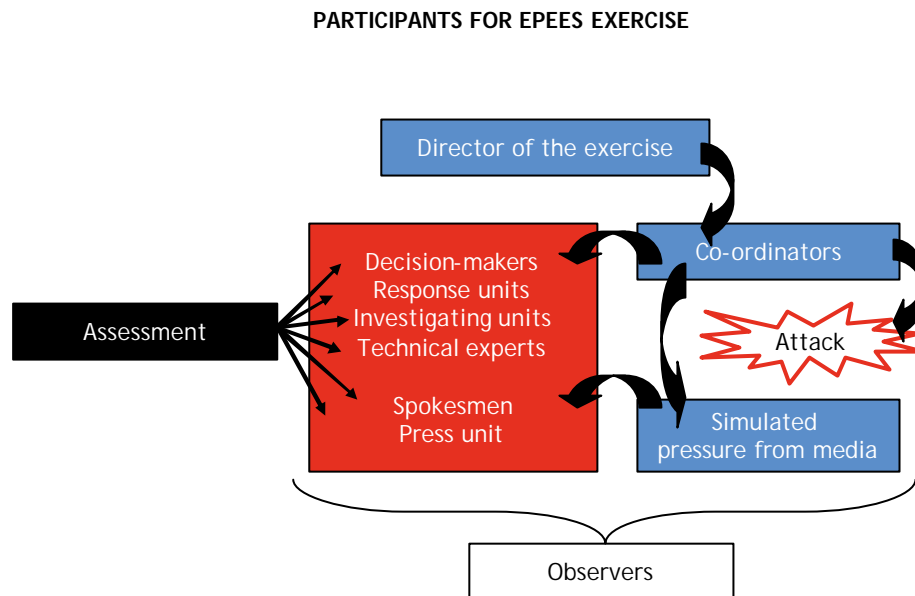 PARTICIPANTS FOR EPEES EXERCISE
Director of the exercise
Decision-makers
Response units
Investigating units
Technical experts
Spokesmen
Press unit
Co-ordinators
Assessment
Attack
Simulated
pressure from media
Observers